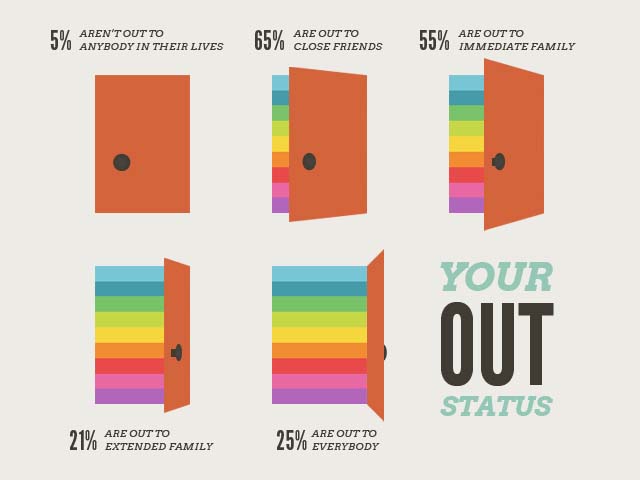 5% AREN'T OUT TO
ANYBODY IN THEIR LIVES
65% ARE OUT TO
CLOSE FRIENDS
55% ARE OUT TO
IMMEDIATE FAMILY
21% ARE OUT TO
EXTENDED FAMILY
25% ARE OUT TO
EVERYBODY
YOUR
OUT
STATUS